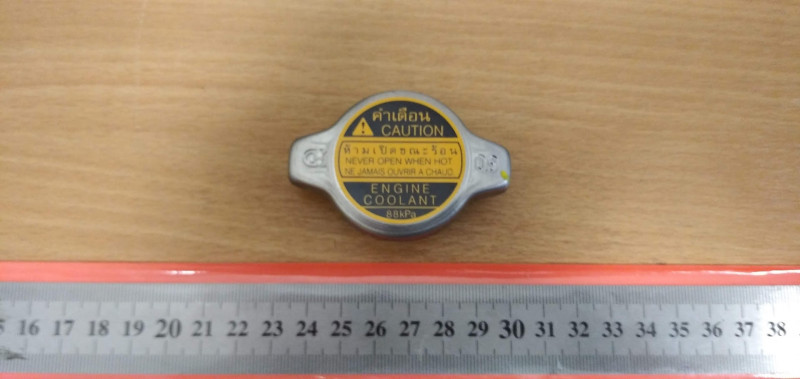 คำเตือน
CAUTION
ห้ามเปิดขณะร้อน
NEVER OPEN WHEN HOT
NE JAMAIS OUVRIR A CHAUD
ENGINE
COOLANT
88kPa
16 17 18 19 20 21 22 23 24 25 26 27 28 29 30 31 32 33 34 35 36 37 38